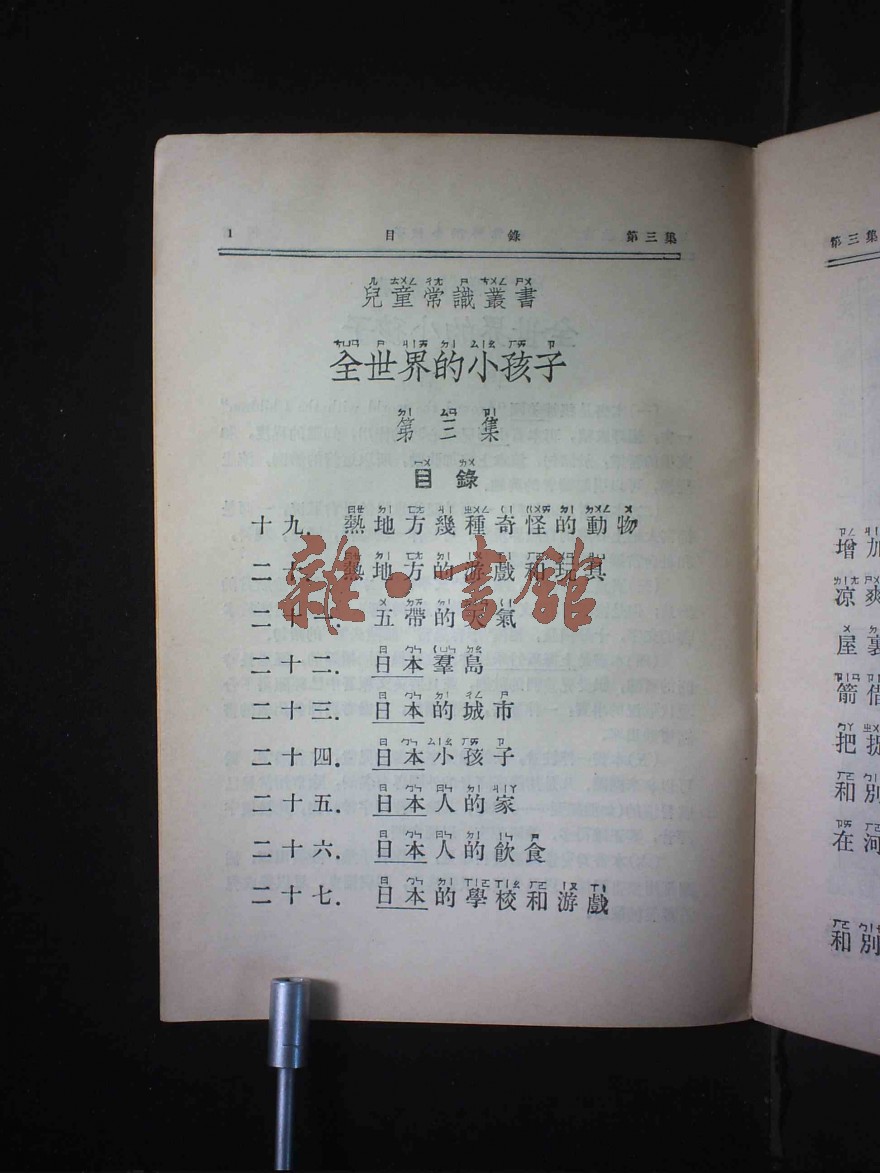 1 目錄 第三集
兒童常識叢書
全世界的小孩子
第三集
目錄
十九. 熱地方幾種奇怪的動物
二十. 熱地方的游戲和玩具
二十一. 五帶的天氣
二十二. 日本羣島
二十三. 日本的城市
二十四. 日本小孩子
二十五. 日本人的家
二十六. 日本人的飲食
二十七. 日本的學校和游戲
雜·書館
第三集
增加
凉爽
屋裏
箭借
把捉
和別
在河
和別